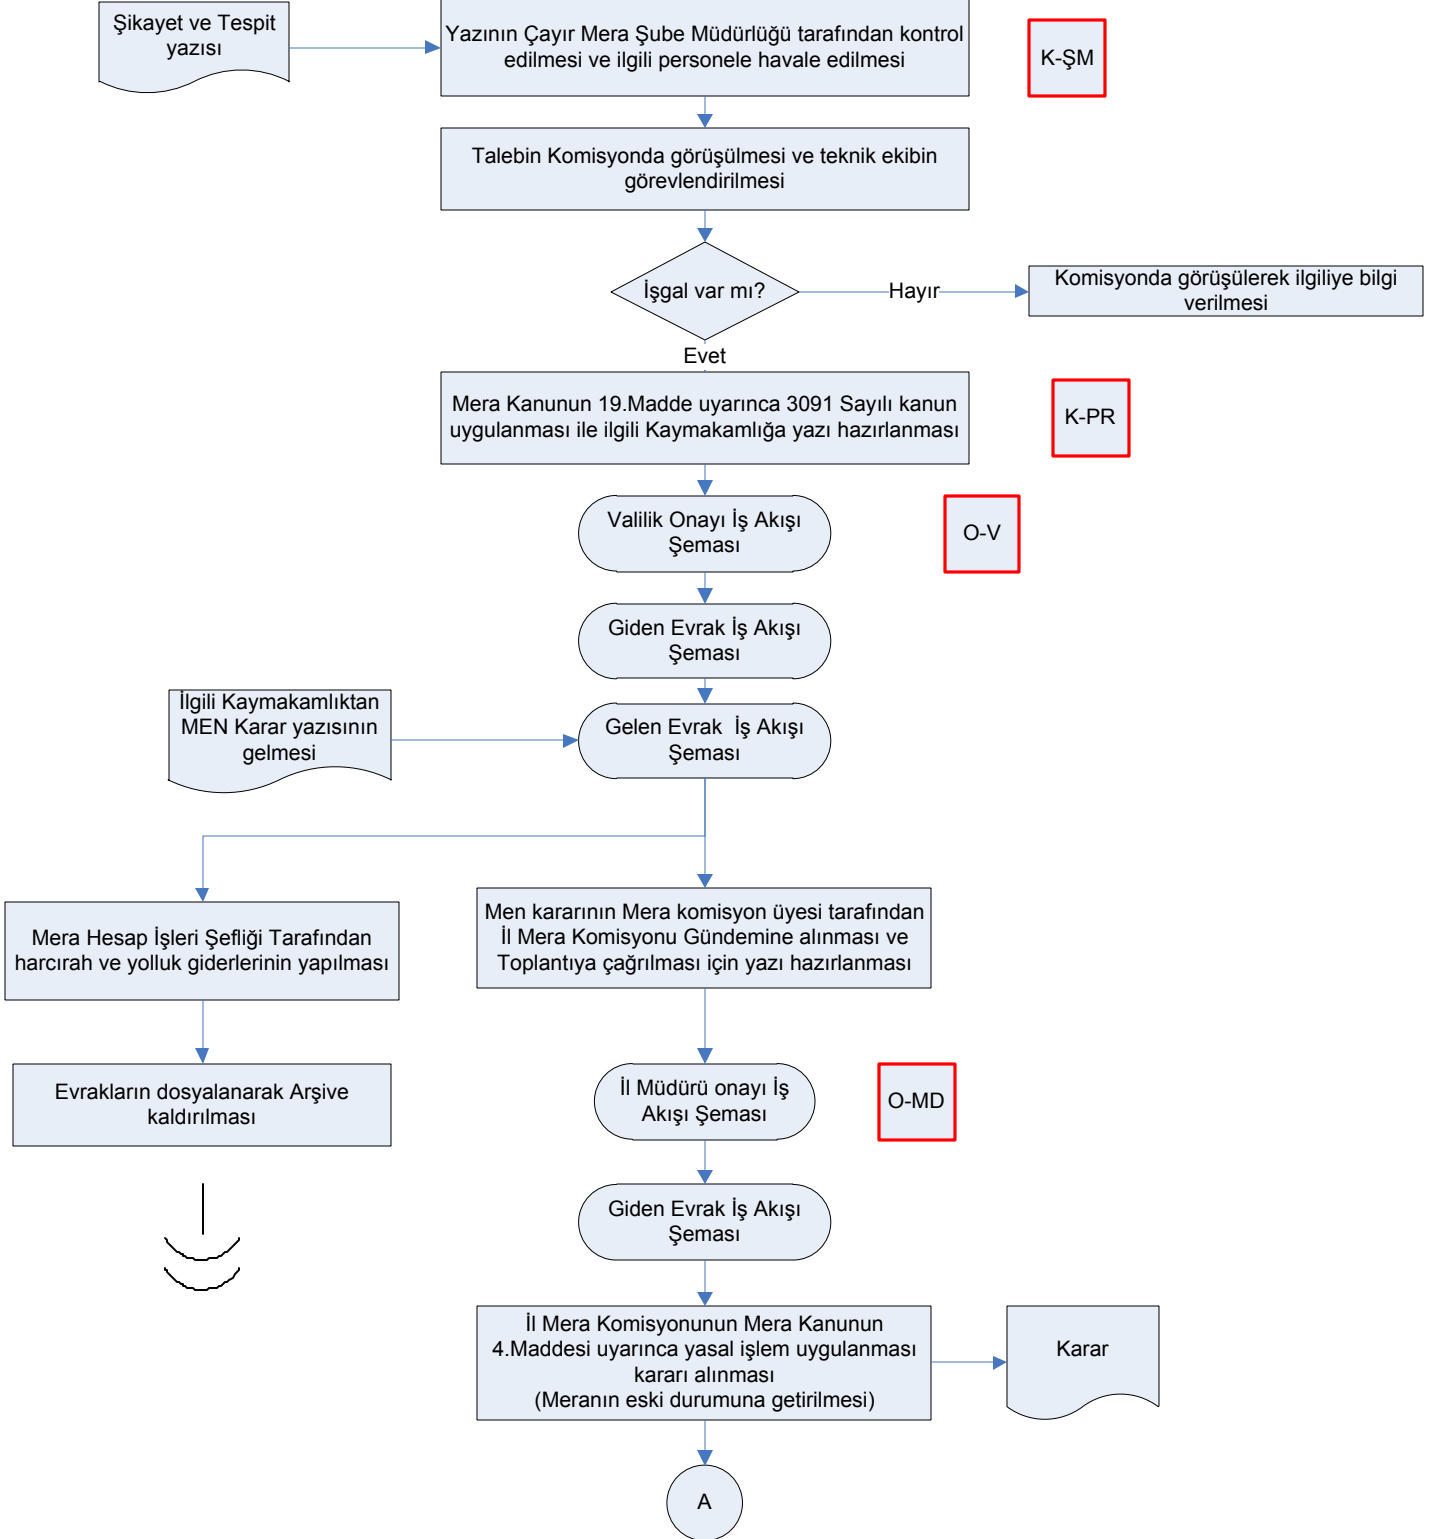 Şikayet ve Tespit
yazısı
Yazının Çayır Mera Şube Müdürlüğü tarafından kontrol
edilmesi ve ilgili personele havale edilmesi
K-ŞM
Talebin Komisyonda görüşülmesi ve teknik ekibin
görevlendirilmesi
İşgal var mı?
Hayır
Komisyonda görüşülerek ilgiliye bilgi
verilmesi
Evet
Mera Kanunun 19.Madde uyarınca 3091 Sayılı kanun
uygulanması ile ilgili Kaymakamlığa yazı hazırlanması
K-PR
Valilik Onayı İş Akışı
Şeması
O-V
Giden Evrak İş Akışı
Şeması
İlgili Kaymakamlıktan
MEN Karar yazısının
gelmesi
Gelen Evrak İş Akışı
Şeması
Mera Hesap İşleri Şefliği Tarafından
harcırah ve yolluk giderlerinin yapılması
Men kararının Mera komisyon üyesi tarafından
İl Mera Komisyonu Gündemine alınması ve
Toplantıya çağrılması için yazı hazırlanması
Evrakların dosyalanarak Arşive
kaldırılması
İl Müdürü onayı İş
Akışı Şeması
O-MD
Giden Evrak İş Akışı
Şeması
İl Mera Komisyonunun Mera Kanunun
4.Maddesi uyarınca yasal işlem uygulanması
kararı alınması
(Meranın eski durumuna getirilmesi)
Karar
A